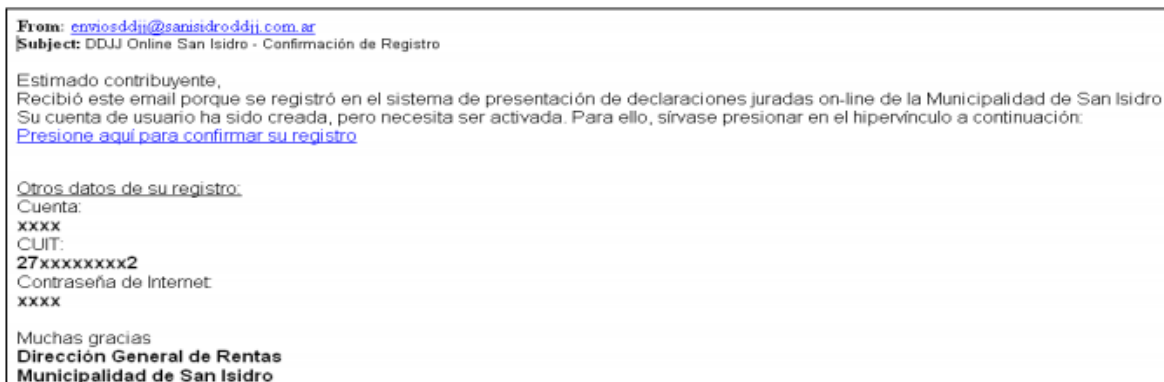 From: enviosddjj@sanisidroddjj.com.ar
Subject: DDJJ Online San Isidro - Confirmación de Registro
Estimado contribuyente,
Recibió este email porque se registró en el sistema de presentación de declaraciones juradas on-line de la Municipalidad de San Isidro
Su cuenta de usuario ha sido creada, pero necesita ser activada. Para ello, sírvase presionar en el hipervínculo a continuación:
Presione aquí para confirmar su registro
Otros datos de su registro:
Cuenta:
xxxx
CUIT:
27xxxxxxxx2
Contraseña de Internet:
xxxx
Muchas gracias
Dirección General de Rentas
Municipalidad de San Isidro